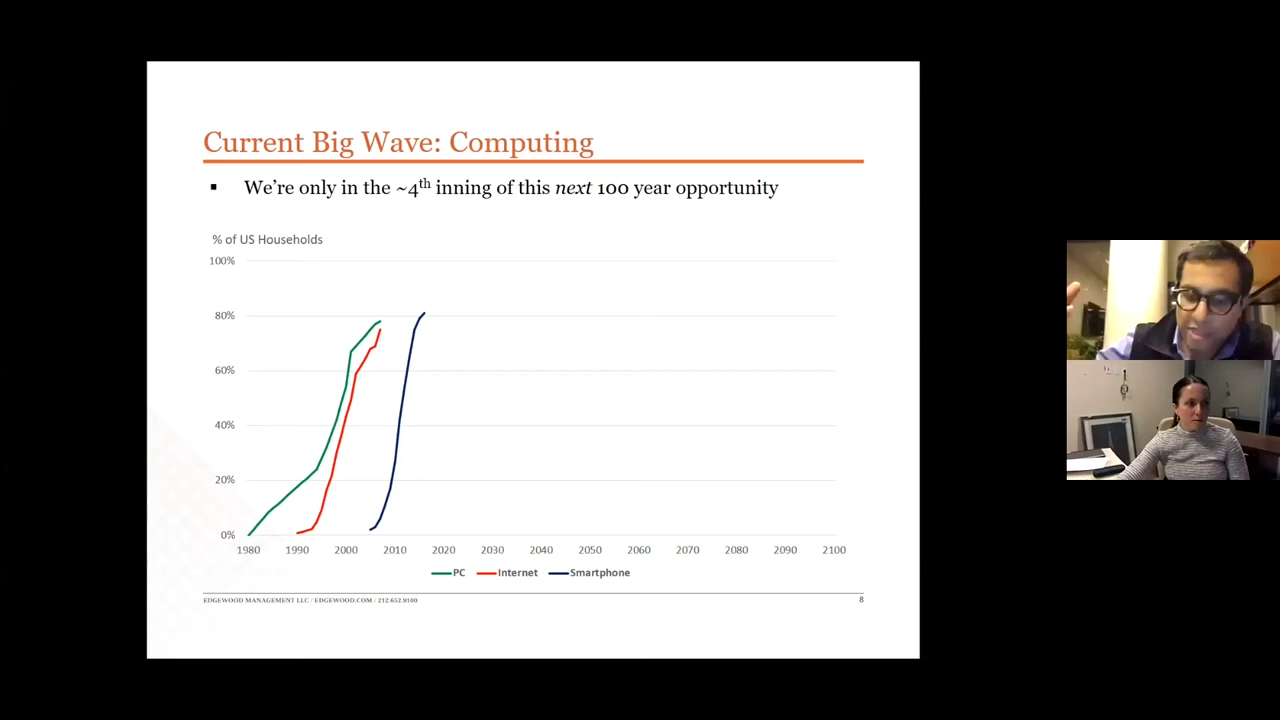 Current Big Wave: Computing
▪ We're only in the ~4th inning of this next 100 year opportunity
% of US Households
100%
80%
60%
40%
20%
0%
1980 1990 2000 2010 2020 2030 2040 2050 2060 2070 2080 2090 2100
PC Internet Smartphone
EDGEWOOD MANAGEMENT LLC / EDGEWOOD.COM / 212.652.9100 8